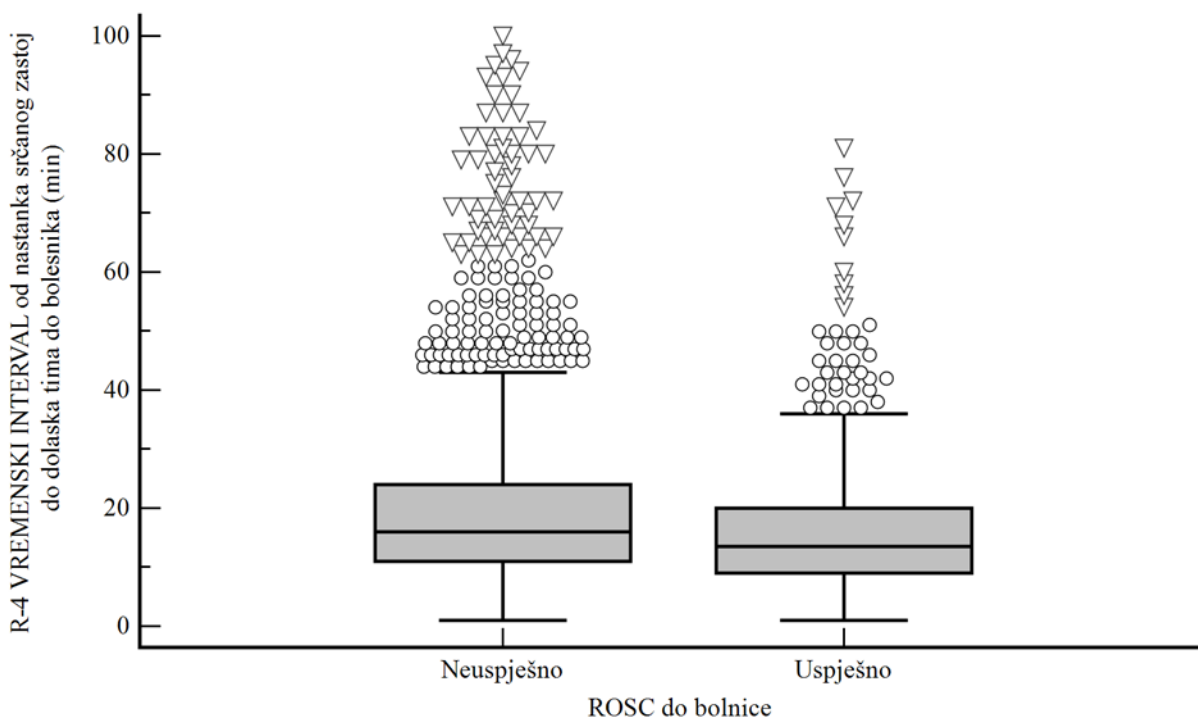 R-4 VREMENSKI INTERVAL od nastanka srčanog zastoj
do dolaska tima do bolesnika (min)
100
80
60
40
20
0
Neuspješno
Uspješno
ROSC do bolnice